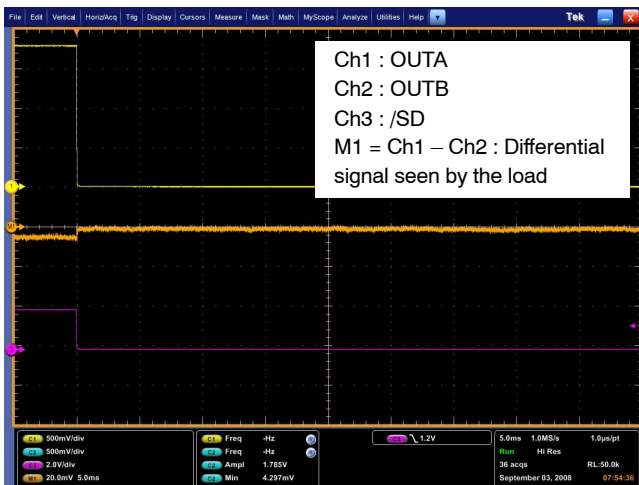 File Edit Vertical Horiz/Acq Trig Display Cursors Measure Mask Math MyScope Analyze Utilities Help Tek X
Ch1 : OUTA
Ch2 : OUTB
Ch3 : /SD
M1 = Ch1 – Ch2 : Differential
signal seen by the load
1
M1
3
C1 500mV/div
C2 500mV/div
C3 2.0V/div
M1 20.0mV 5.0ms
C1 Freq -Hz
C2 Freq -Hz
C2 Ampl 1.785V
C2 Min 4.297mV
C3 1.2V
5.0ms 1.0MS/s 1.0µs/pt
Run Hi Res
36 acqs RL:50.0k
September 03, 2008 07:54:36